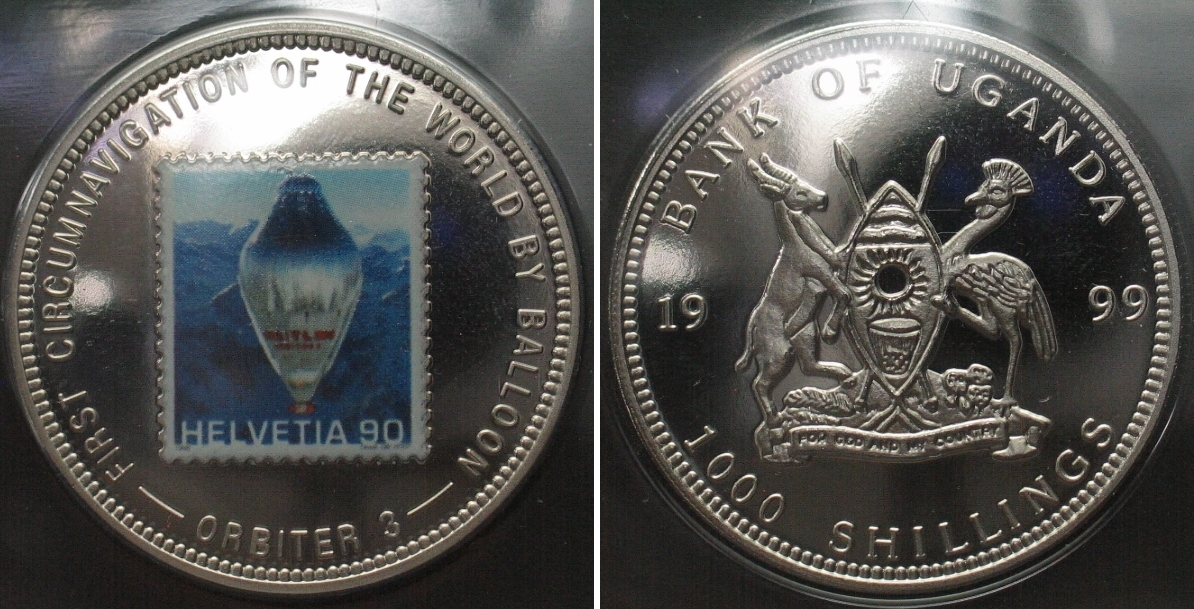 FIRST CIRCUMNAVIGATION OF THE WORLD BY BALLOON
HELVETIA 90
ORBITER 3
BANK OF UGANDA
19 99
FOR GOD AND MY COUNTRY
1000 SHILLINGS